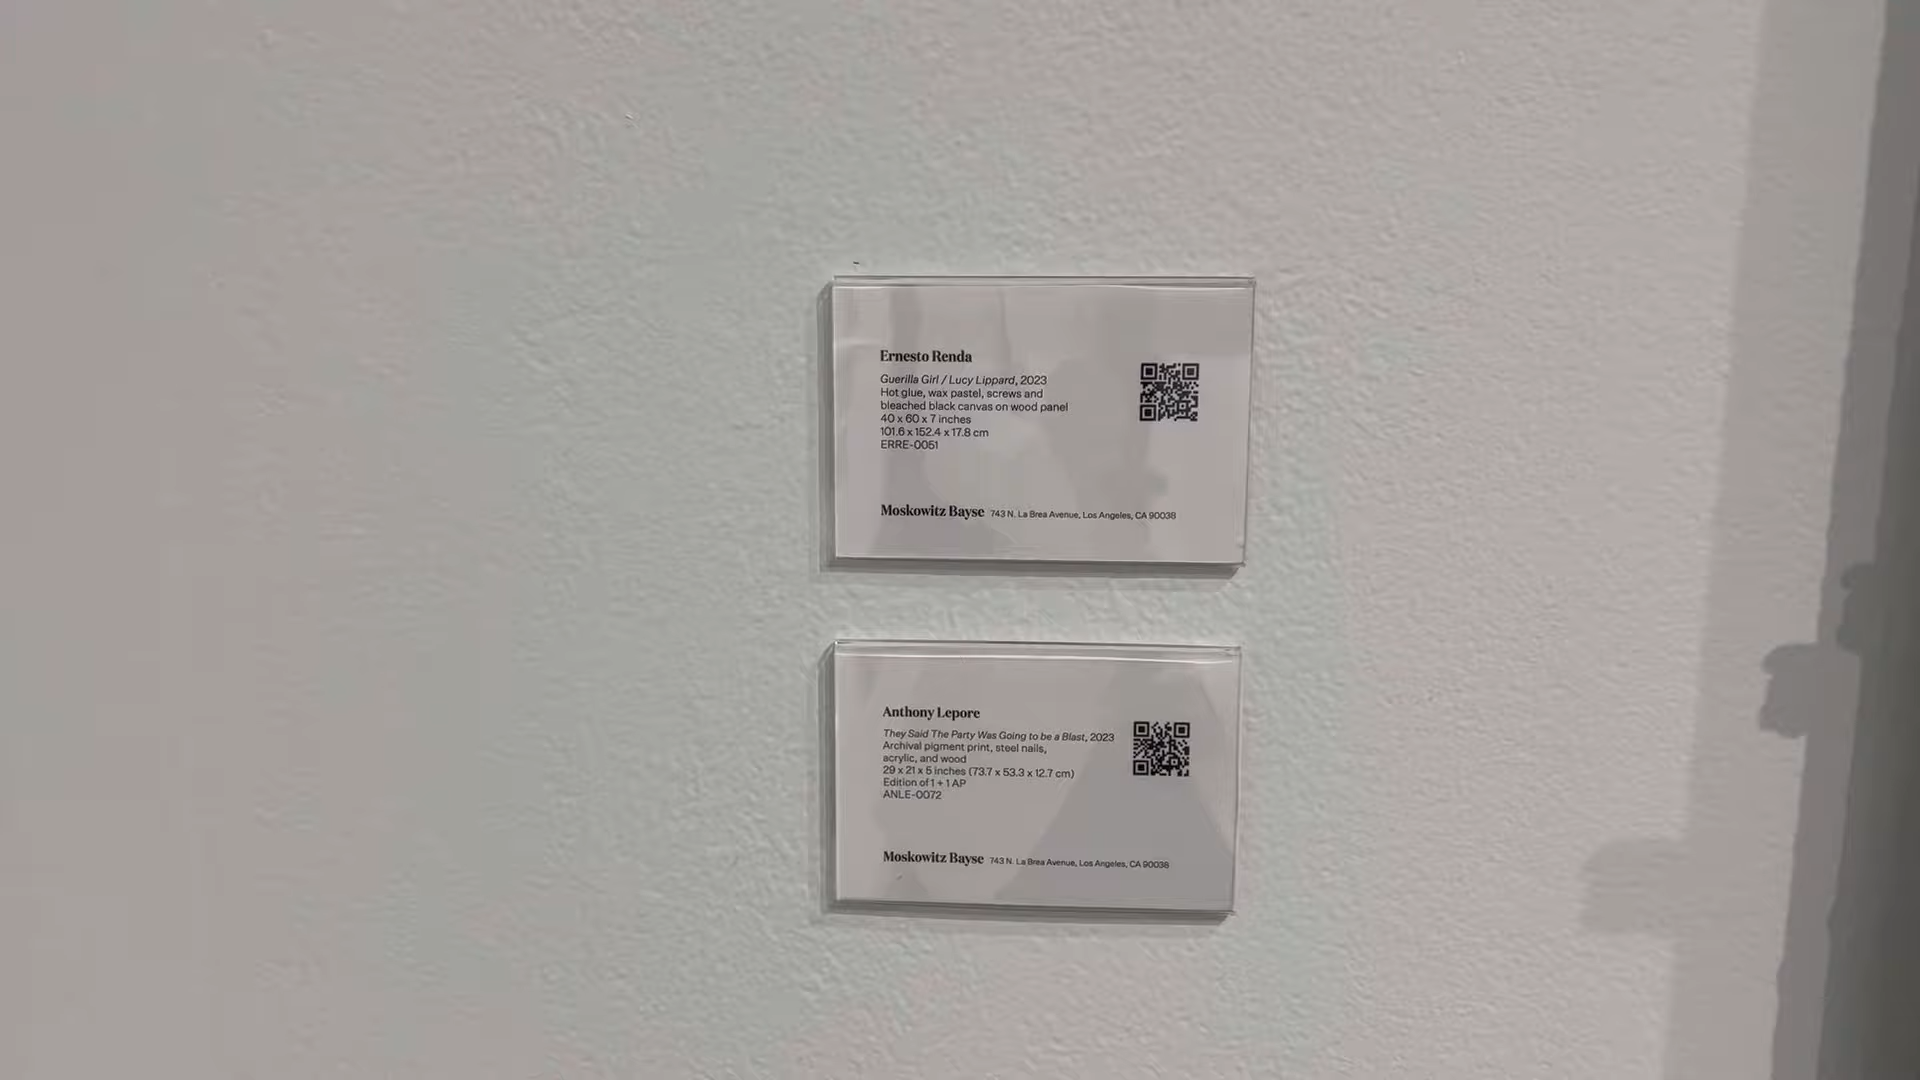 Ernesto Renda
Guerilla Girl / Lucy Lippard, 2023
Hot glue, wax pastel, screws and
bleached black canvas on wood panel
40 x 60 x 7 inches
101.6 x 152.4 x 17.8 cm
ERRE-0051
Moskowitz Bayse 743 N. La Brea Avenue, Los Angeles, CA 90038
Anthony Lepore
They Said The Party Was Going to be a Blast, 2023
Archival pigment print, steel nails,
acrylic, and wood
29 x 21 x 5 inches (73.7 x 53.3 x 12.7 cm)
Edition of 1 + 1 AP
ANLE-0072
Moskowitz Bayse 743 N. La Brea Avenue, Los Angeles, CA 90038